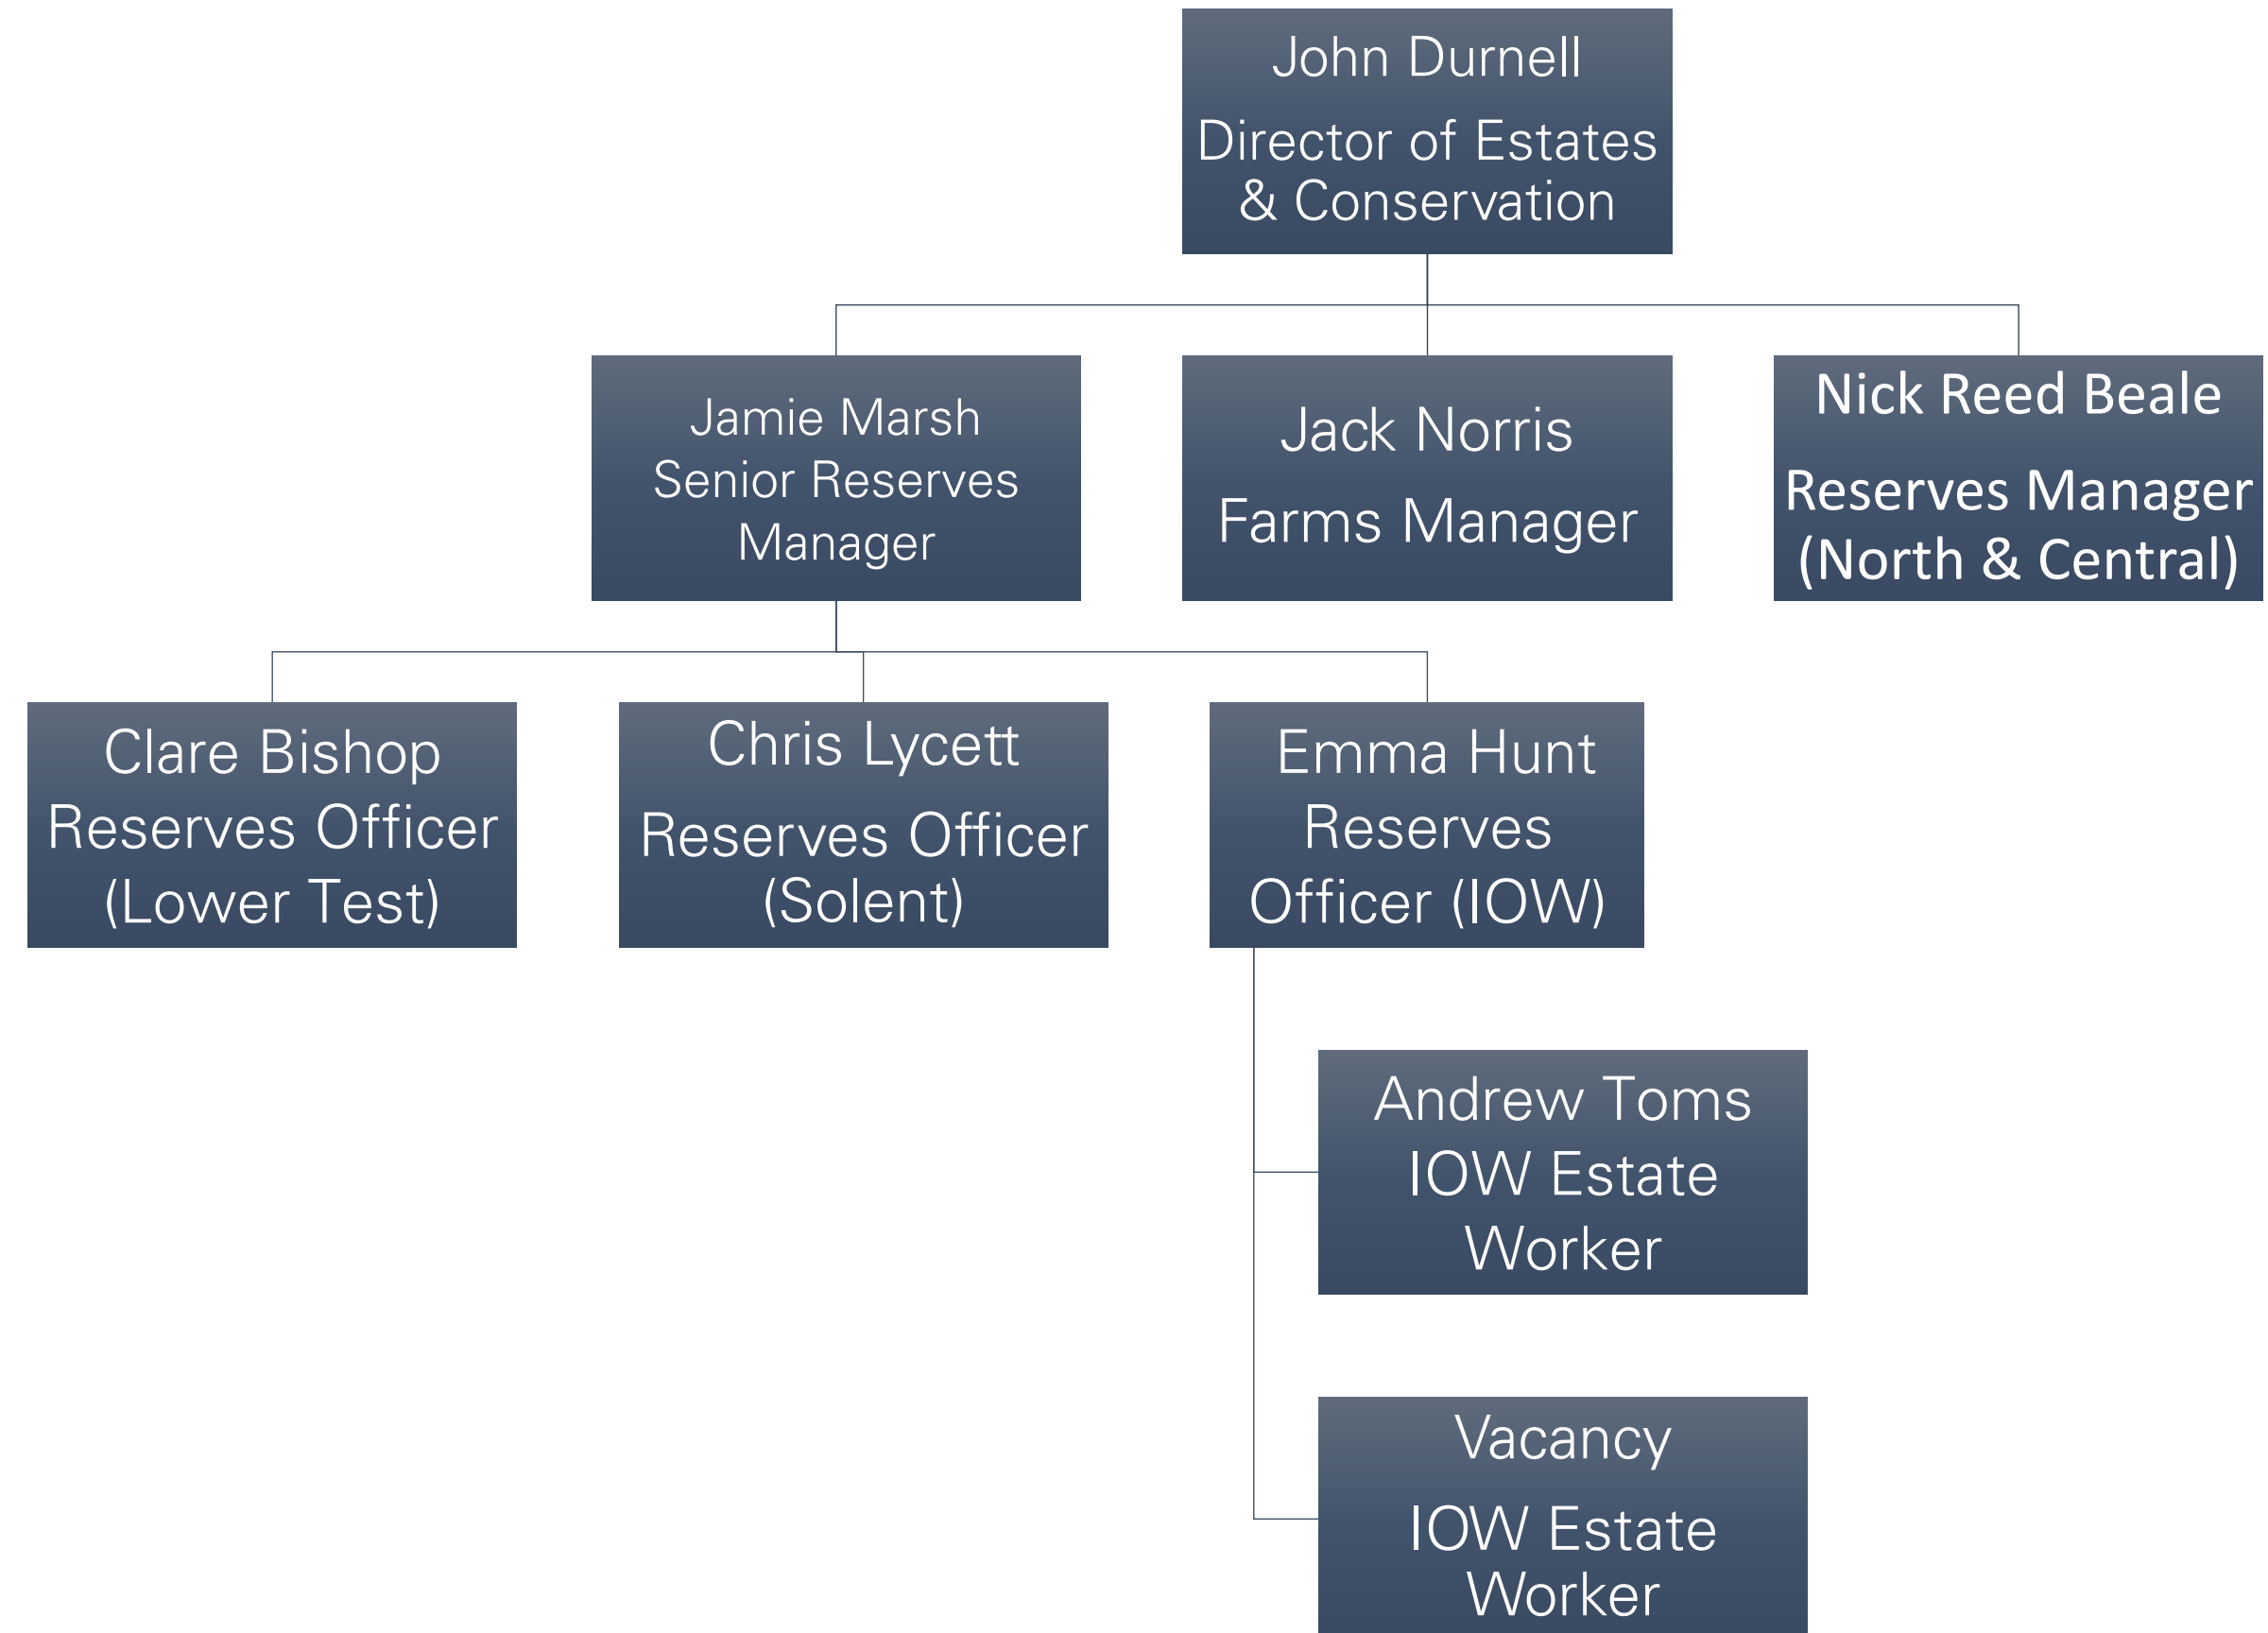 John Durnell
Director of Estates
& Conservation
Jamie Marsh
Senior Reserves
Manager
Jack Norris
Farms Manager
Nick Reed Beale
Reserves Manager
(North & Central)
Clare Bishop
Reserves Officer
(Lower Test)
Chris Lycett
Reserves Officer
(Solent)
Emma Hunt
Reserves
Officer (IOW)
Andrew Toms
IOW Estate
Worker
Vacancy
IOW Estate
Worker